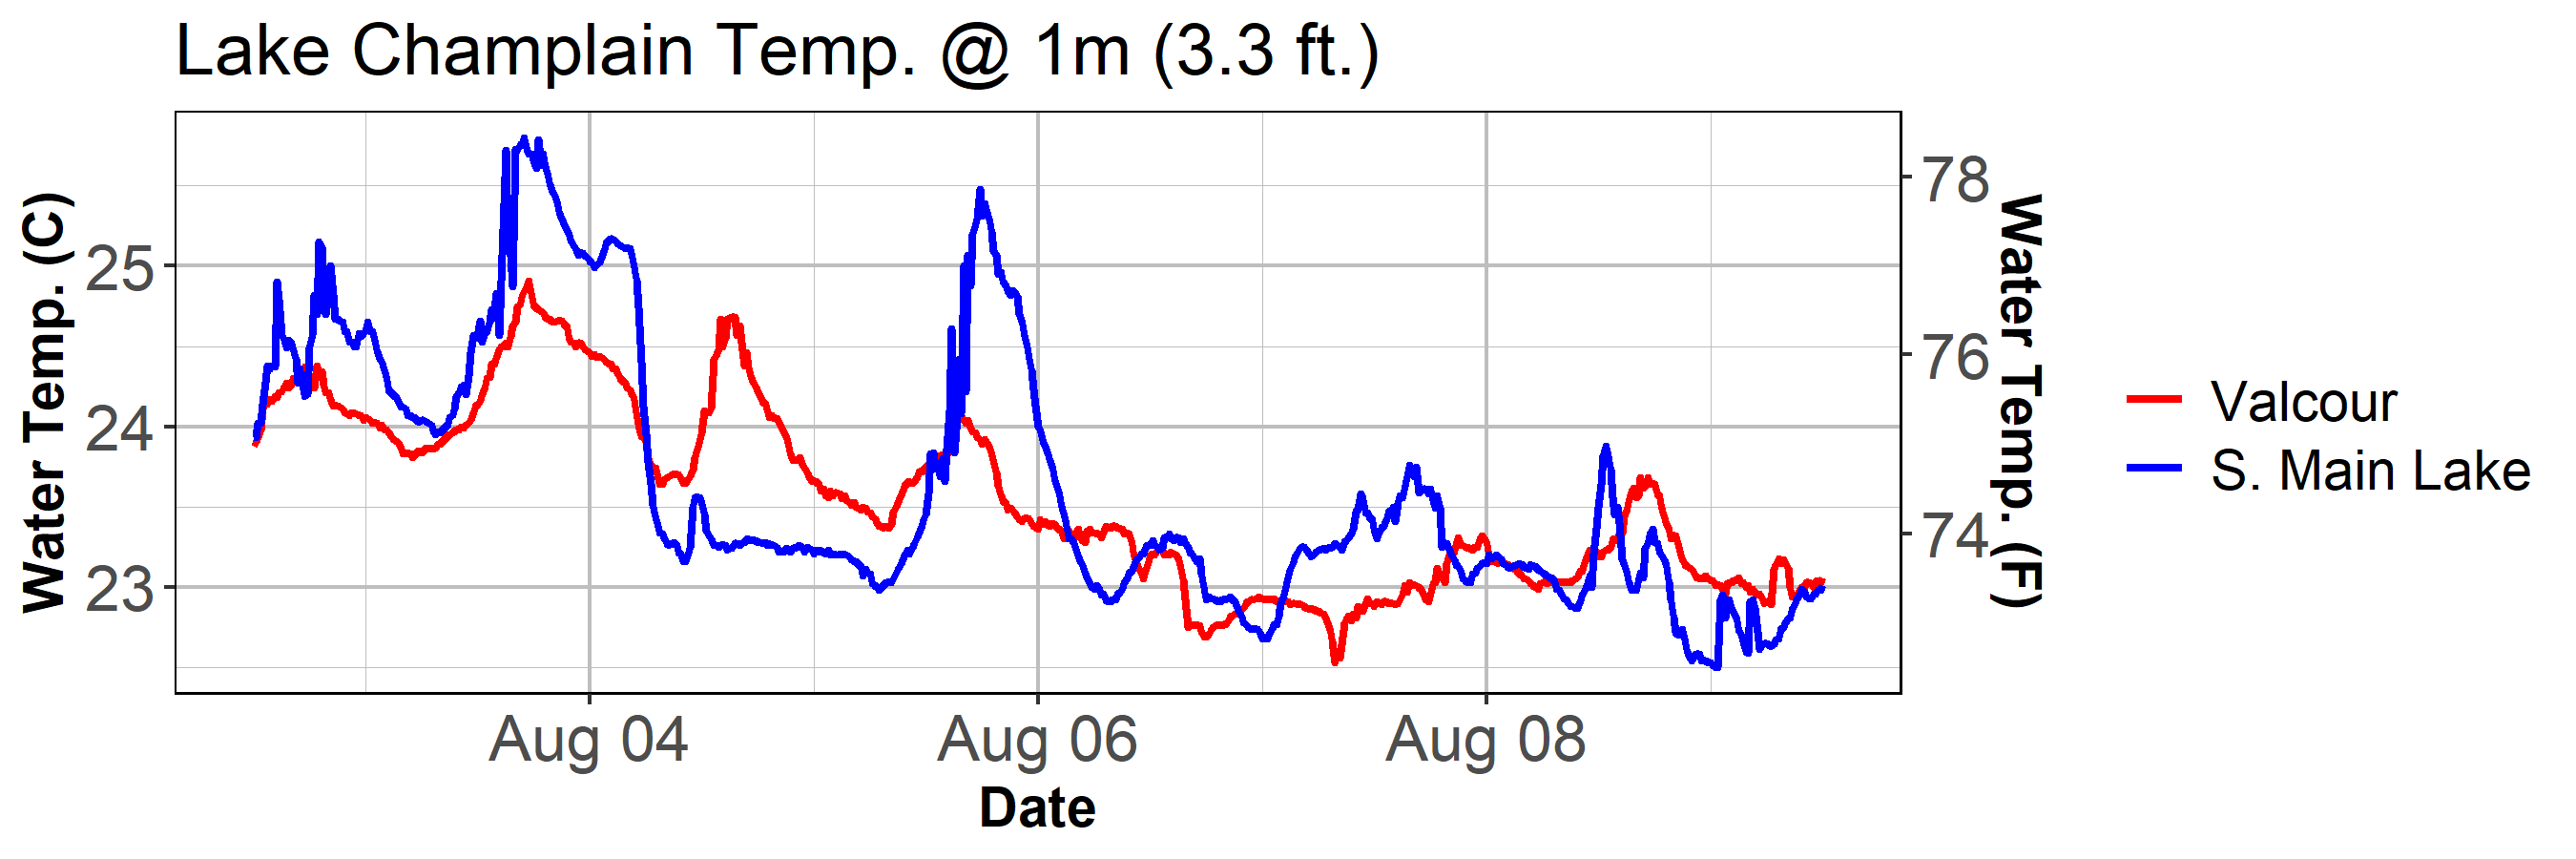 Lake Champlain Temp. @ 1m (3.3 ft.)
Water Temp. (C)
25
24
23
78
76
74
Water Temp. (F)
Aug 04
Aug 06
Aug 08
Date
Valcour
S. Main Lake